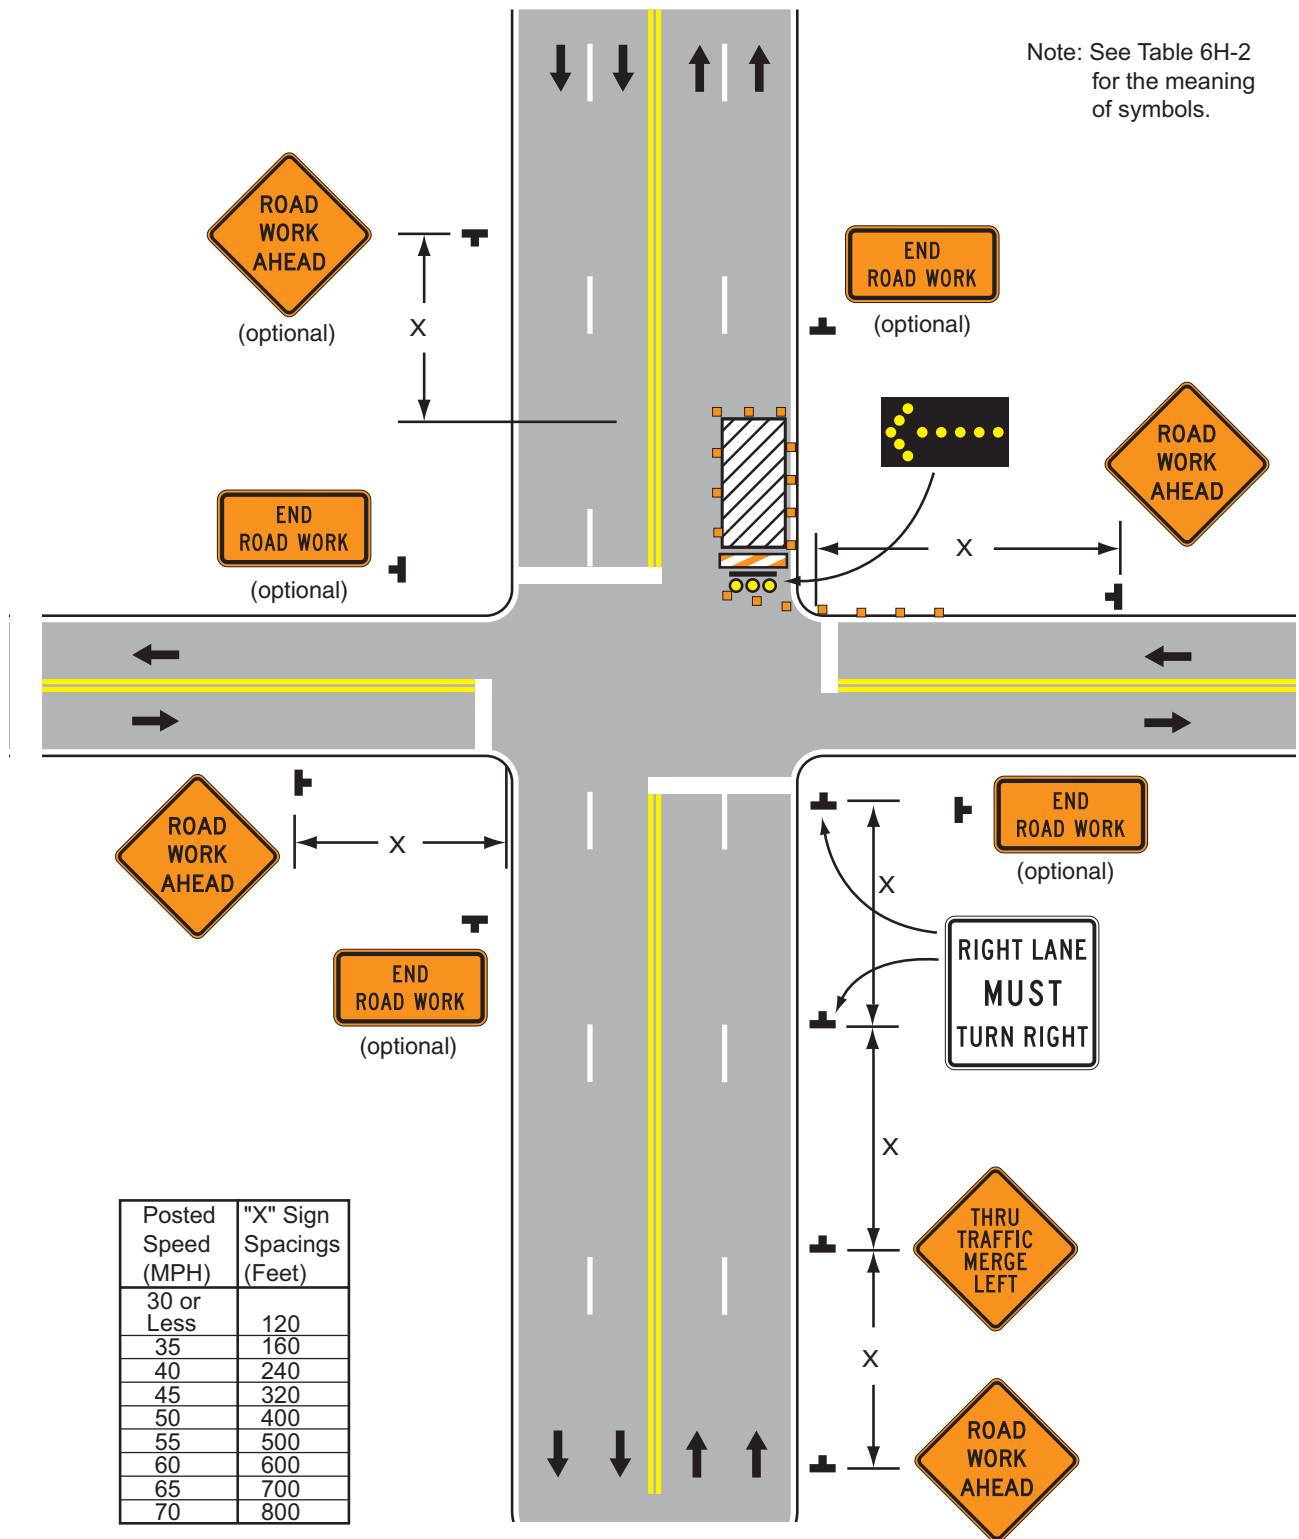 Note: See Table 6H-2
for the meaning
of symbols.
ROAD
WORK
AHEAD
(optional)
X
END
ROAD WORK
(optional)
ROAD
WORK
AHEAD
X
END
ROAD WORK
(optional)
ROAD
WORK
AHEAD
X
END
ROAD WORK
(optional)
X
END
ROAD WORK
(optional)
RIGHT LANE
MUST
TURN RIGHT
X
THRU
TRAFFIC
MERGE
LEFT
X
ROAD
WORK
AHEAD
Posted "X" Sign
Speed Spacings
(MPH) (Feet)
30 or
Less 120
35 160
40 240
45 320
50 400
55 500
60 600
65 700
70 800